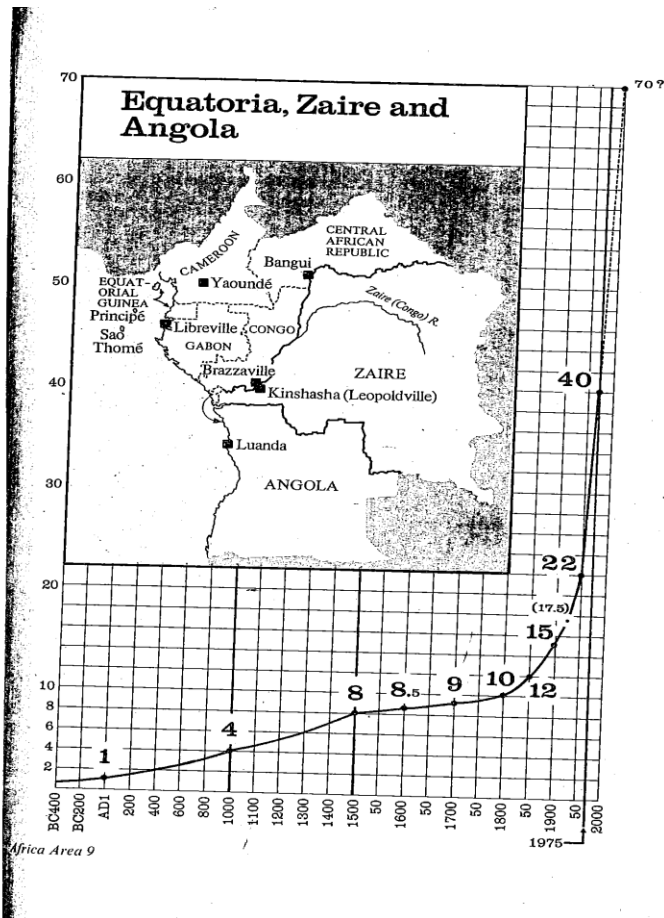 70
70?
Equatoria, Zaire and
Angola
60
CENTRAL
AFRICAN
REPUBLIC
CAMEROON
Bangui
50
EQUAT-
ORIAL
GUINEA
Yaoundé
Zaire (Congo) R.
Principé
Libreville
CONGO
Saõ
Thomé
GABON
Brazzaville
ZAIRE
40
40
Kinshasha (Leopoldville)
Luanda
30
ANGOLA
22
20
(17.5)
15
10
8
8.5
9
10
12
8
6
4
4
2
1
BC400
BC200
AD1
200
400
600
800
1000
1100
1200
1300
1400
1500
50
1600
50
1700
50
1800
50
1900
50
2000
1975
Africa Area 9